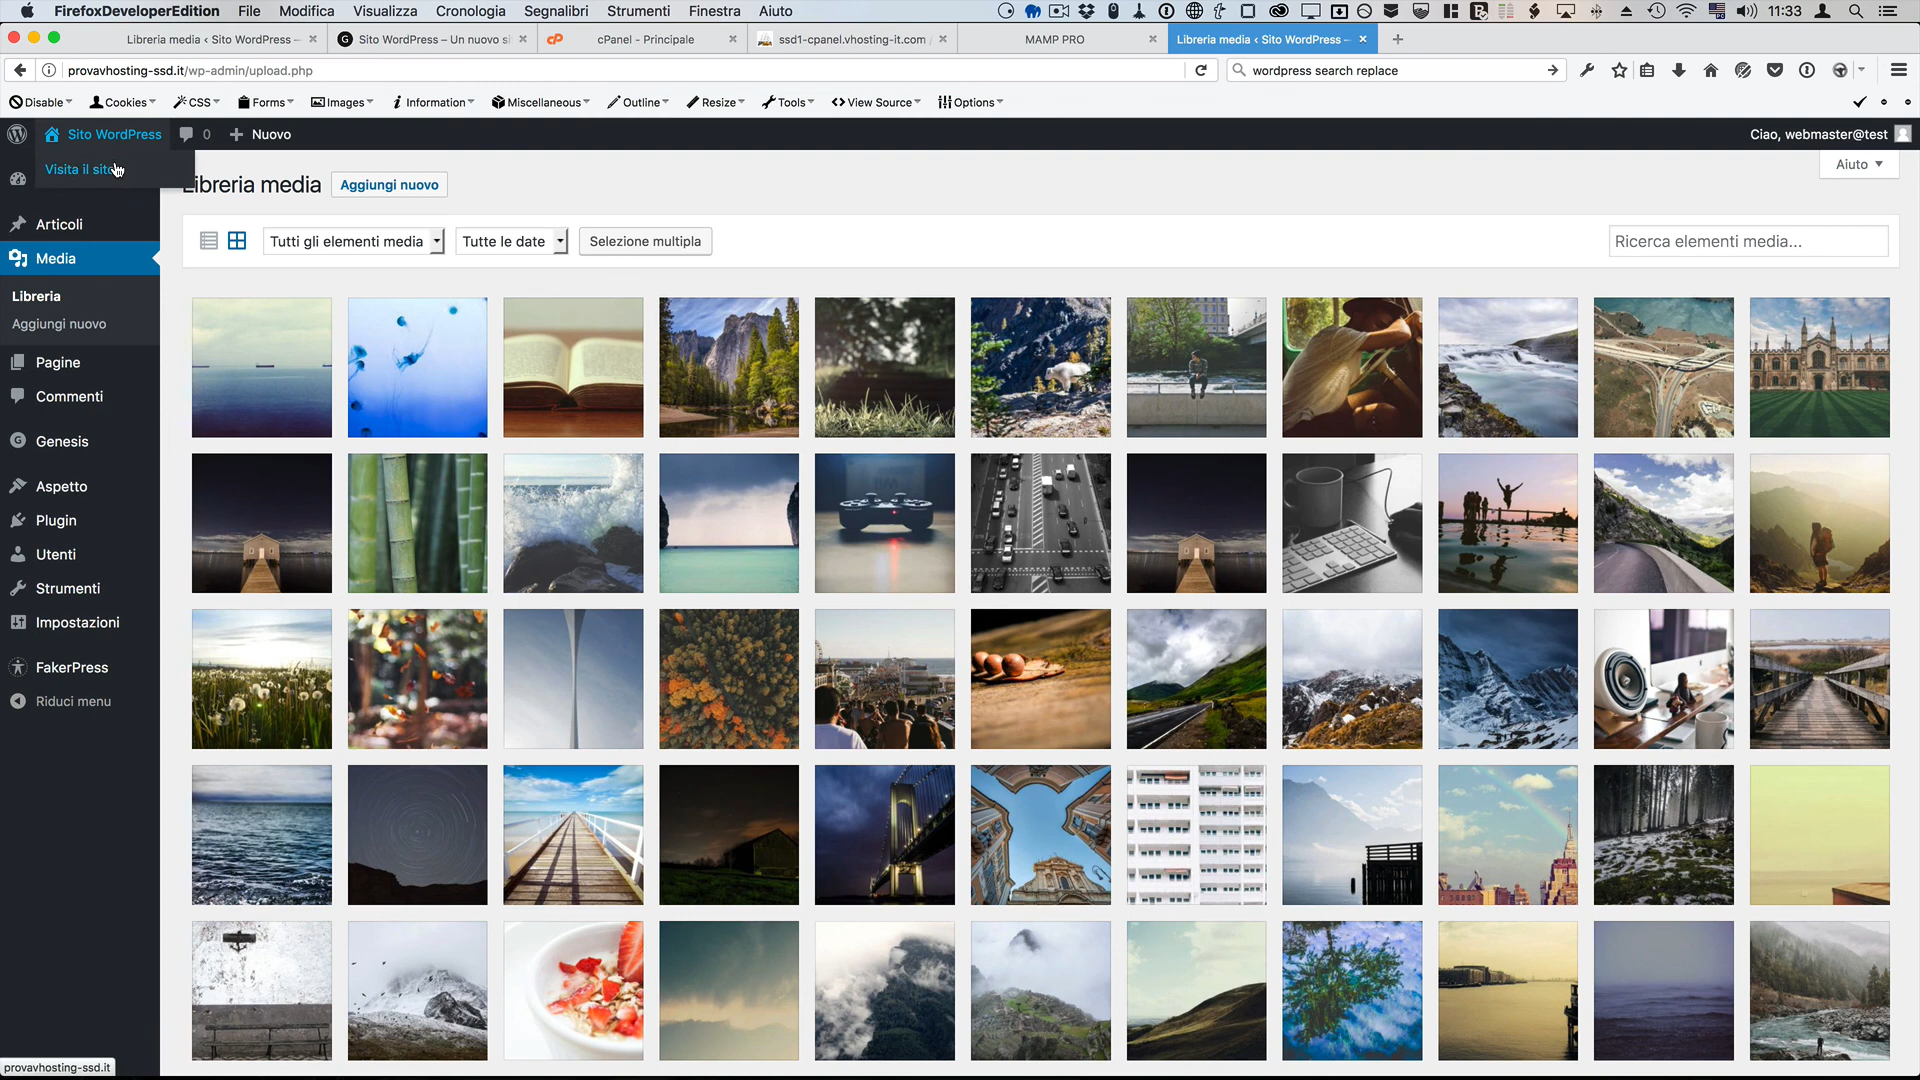 FirefoxDeveloperEdition File Modifica Visualizza Cronologia Segnalibri Strumenti Finestra Aiuto 11:33
Libreria media ‹ Sito WordPress —
Sito WordPress – Un nuovo si
cPanel - Principale
ssd1-cpanel.vhosting-it.com /
MAMP PRO
Libreria media ‹ Sito WordPress —
provavhosting-ssd.it/wp-admin/upload.php
wordpress search replace
Disable Cookies CSS Forms Images Information Miscellaneous Outline Resize Tools View Source Options
Sito WordPress 0 Nuovo
Ciao, webmaster@test
Visita il sito
Aiuto
Libreria media
Aggiungi nuovo
Articoli
Media
Libreria
Aggiungi nuovo
Pagine
Commenti
Genesis
Aspetto
Plugin
Utenti
Strumenti
Impostazioni
FakerPress
Riduci menu
Tutti gli elementi media
Tutte le date
Selezione multipla
Ricerca elementi media...
provavhosting-ssd.it